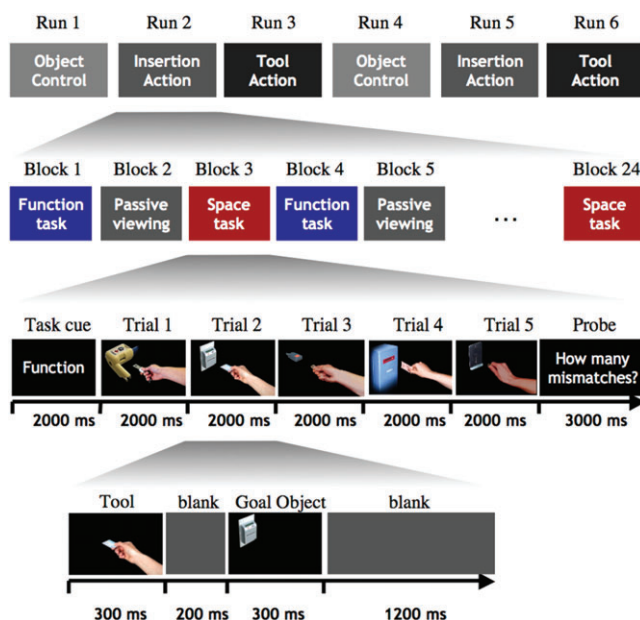 Run 1 Run 2 Run 3 Run 4 Run 5 Run 6
Object Insertion Tool Object Insertion Tool
Control Action Action Control Action Action
Block 1 Block 2 Block 3 Block 4 Block 5 Block 24
Function Passive Space Function Passive ... Space
task viewing task task viewing task
Task cue Trial 1 Trial 2 Trial 3 Trial 4 Trial 5 Probe
Function How many
mismatches?
2000 ms 2000 ms 2000 ms 2000 ms 2000 ms 2000 ms 3000 ms
Tool blank Goal Object blank
300 ms 200 ms 300 ms 1200 ms